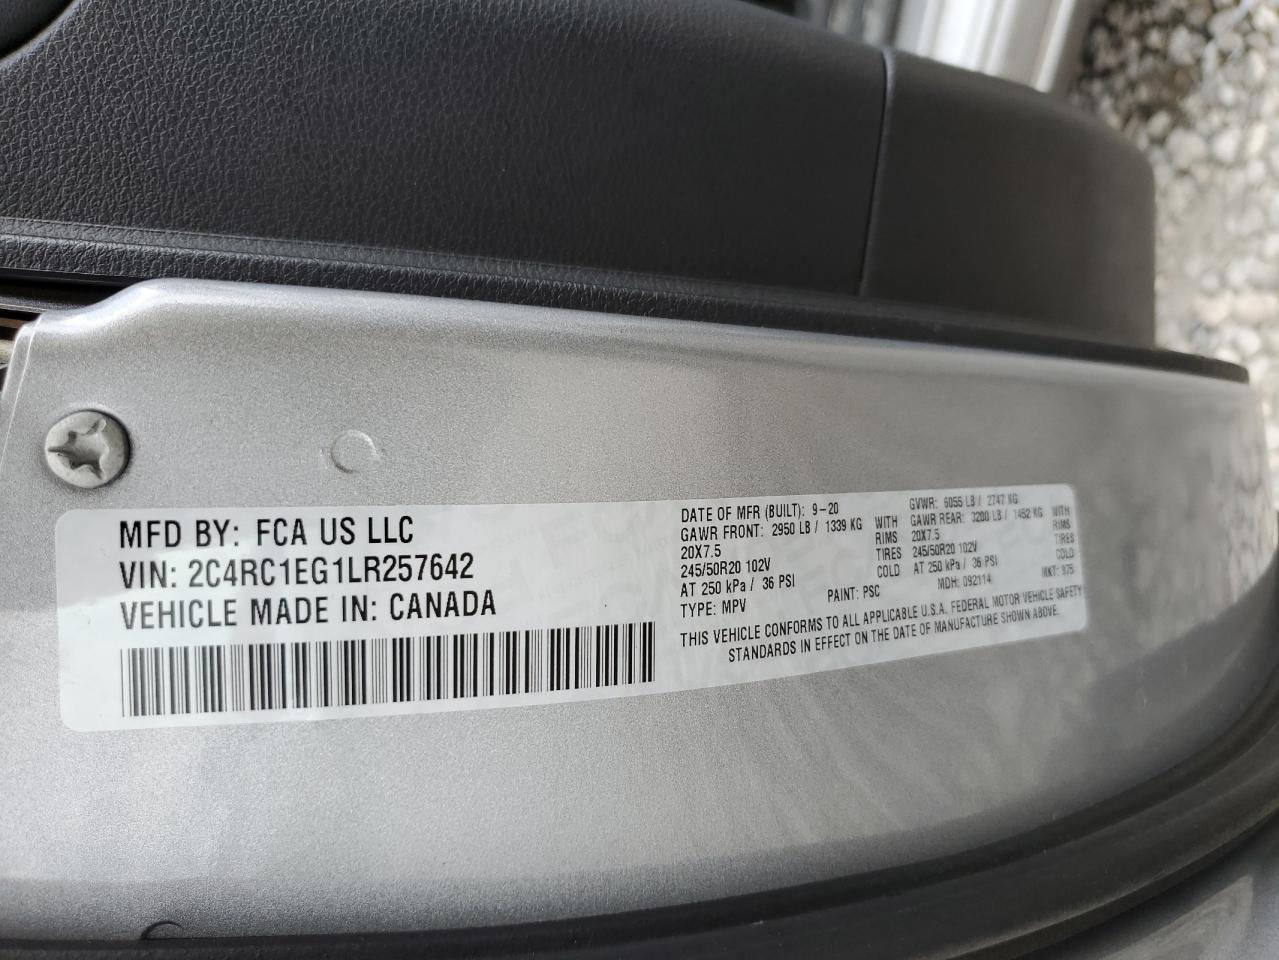 MFD BY: FCA US LLC
VIN: 2C4RC1EG1LR257642
VEHICLE MADE IN: CANADA
DATE OF MFR (BUILT): 9-20 GVWR: 6055 LB / 2747 KG
GAWR FRONT: 2950 LB / 1339 KG WITH GAWR REAR: 3200 LB / 1452 KG WITH
20X7.5 RIMS 20X7.5 RIMS
245/50R20 102V TIRES 245/50R20 102V TIRES
AT 250 kPa / 36 PSI COLD AT 250 kPa / 36 PSI COLD
TYPE: MPV PAINT: PSC MDH: 092114 MKT: 975
THIS VEHICLE CONFORMS TO ALL APPLICABLE U.S.A. FEDERAL MOTOR VEHICLE SAFETY
STANDARDS IN EFFECT ON THE DATE OF MANUFACTURE SHOWN ABOVE.